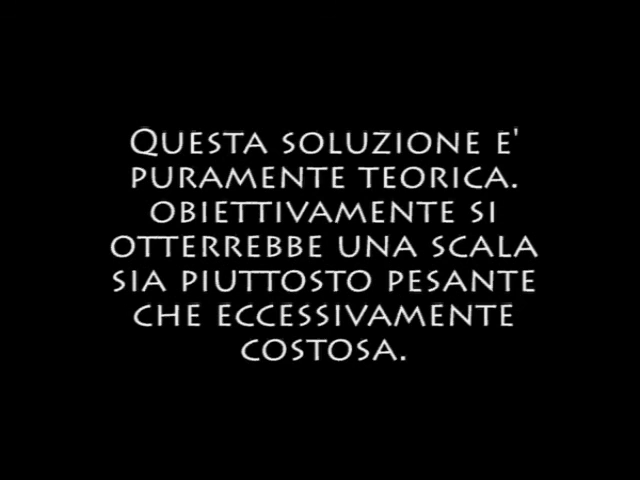 QUESTA SOLUZIONE E'
PURAMENTE TEORICA.
OBIETTIVAMENTE SI
OTTERREBBE UNA SCALA
SIA PIUTTOSTO PESANTE
CHE ECCESSIVAMENTE
COSTOSA.